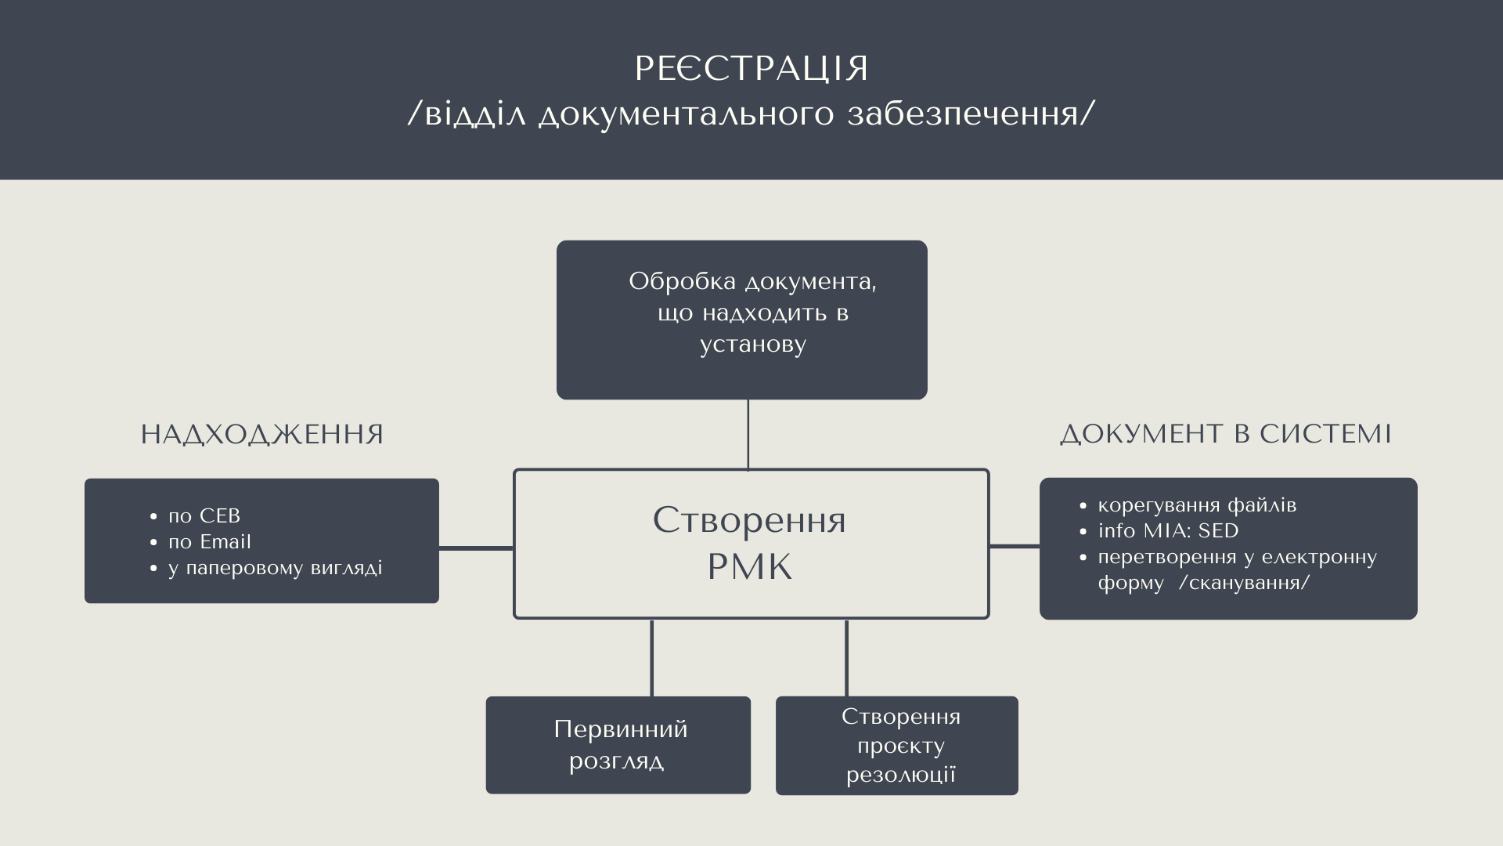 РЕЄСТРАЦІЯ
/відділ документального забезпечення/
Обробка документа,
що надходить в
установу
НАДХОДЖЕННЯ
ДОКУМЕНТ В СИСТЕМІ
• по СЕВ
• по Email
• у паперовому вигляді
Створення
РМК
• корегування файлів
• info MIA: SED
• перетворення у електронну
форму /сканування/
Первинний
розгляд
Створення
проєкту
резолюції